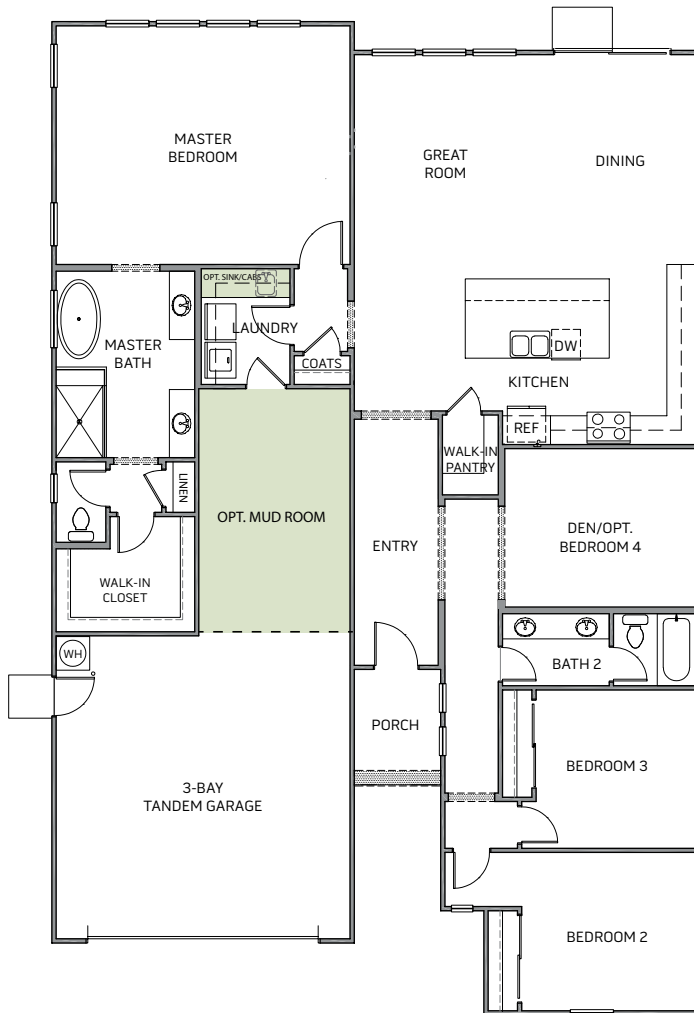 MASTER
BEDROOM
GREAT
ROOM
DINING
OPT. SINK/CABS
LAUNDRY
MASTER
BATH
COATS
DW
KITCHEN
REF
WALK-IN
PANTRY
LINEN
OPT. MUD ROOM
ENTRY
DEN/OPT.
BEDROOM 4
WALK-IN
CLOSET
WH
BATH 2
PORCH
BEDROOM 3
3-BAY
TANDEM GARAGE
BEDROOM 2